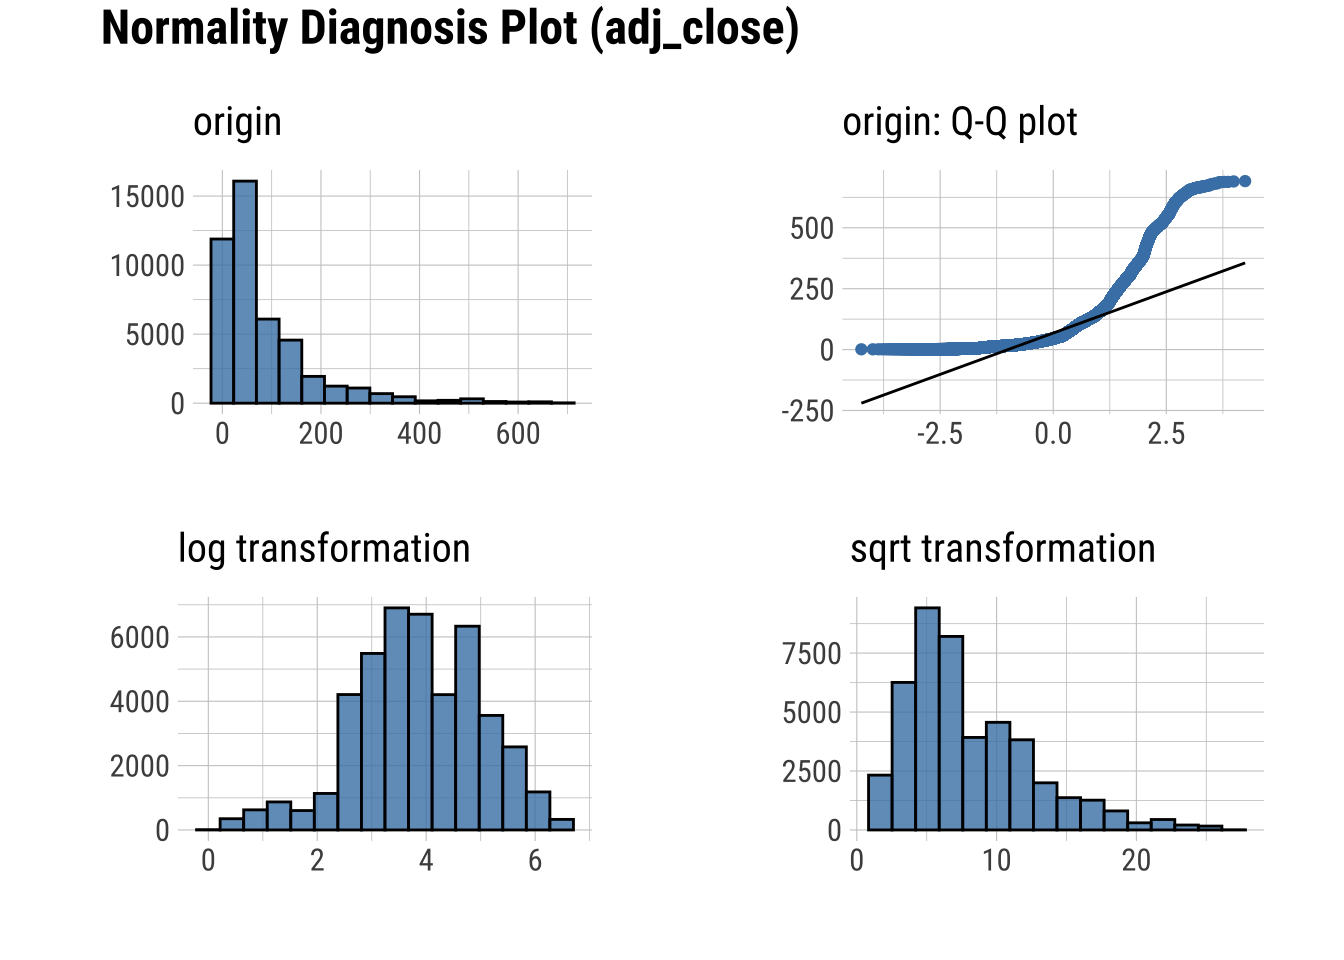 Normality Diagnosis Plot (adj_close)
origin
15000
10000
5000
0
0 200 400 600
origin: Q-Q plot
500
250
0
-250
-2.5 0.0 2.5
log transformation
6000
4000
2000
0
0 2 4 6
sqrt transformation
7500
5000
2500
0
0 10 20